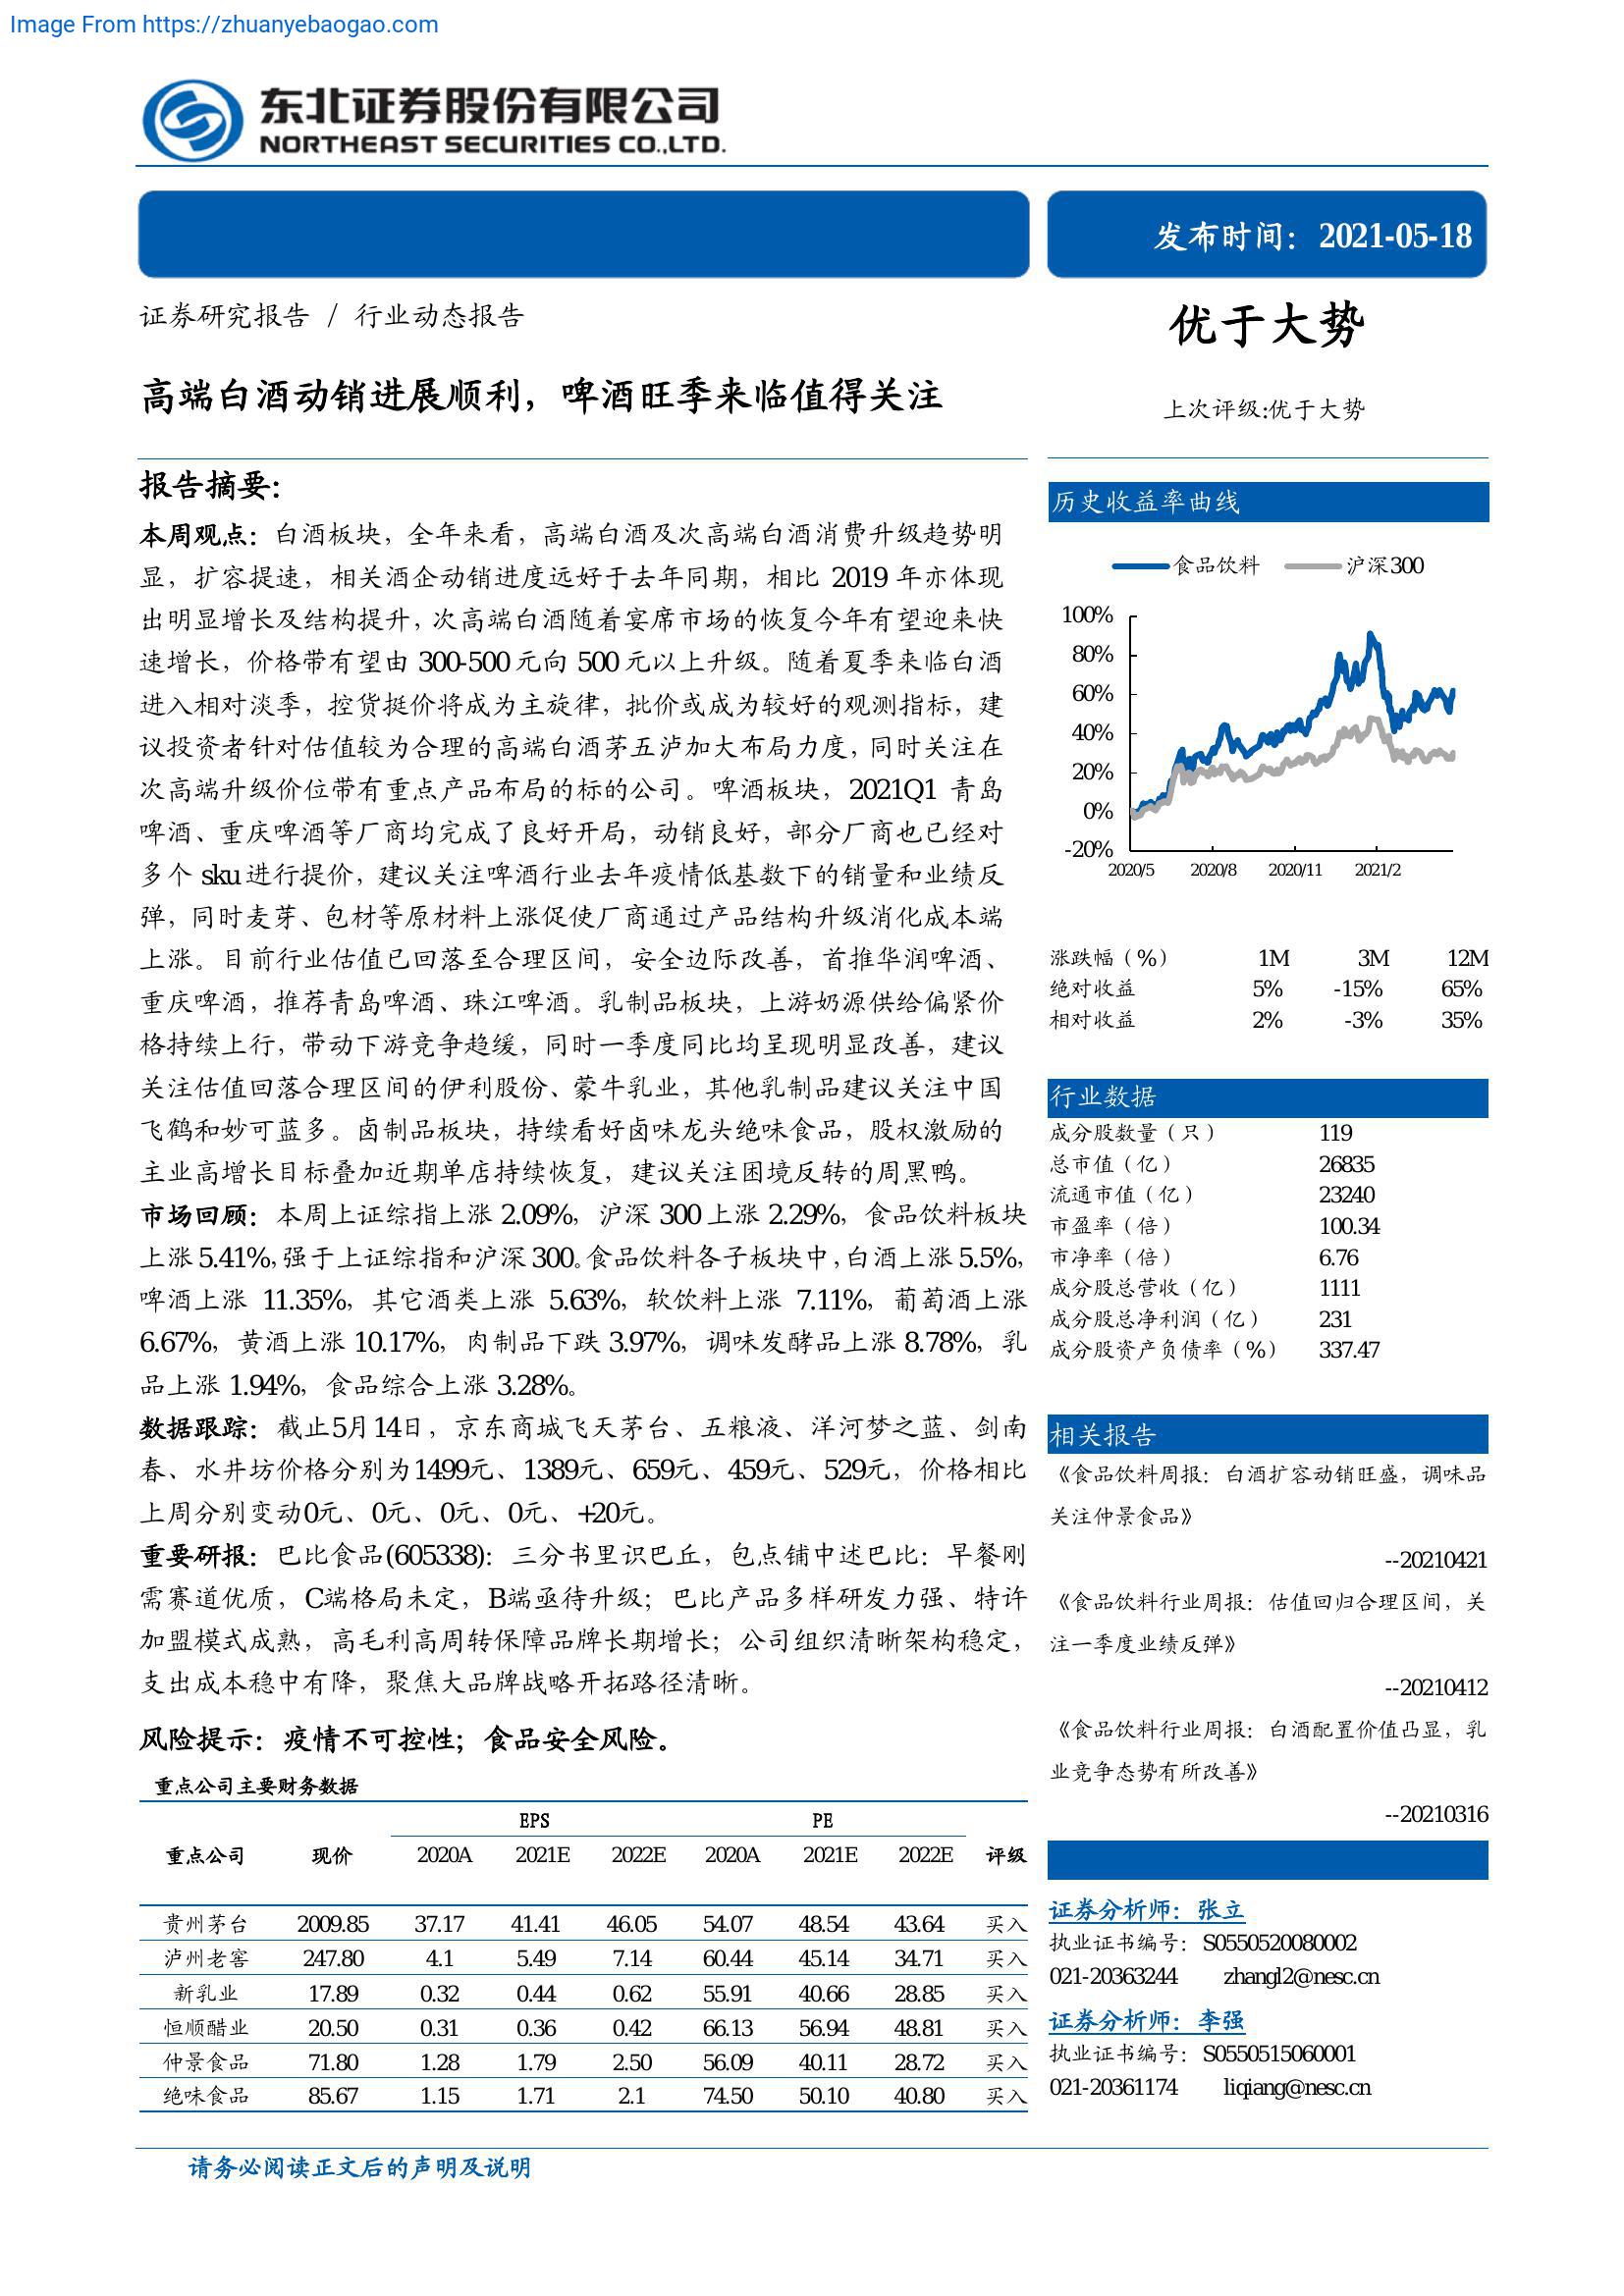 Image From https://zhuanyebaogao.com
东北证券股份有限公司
NORTHEAST SECURITIES CO.,LTD.
发布时间：2021-05-18
证券研究报告 / 行业动态报告
优于大势
高端白酒动销进展顺利，啤酒旺季来临值得关注
上次评级:优于大势
报告摘要：
本周观点：白酒板块，全年来看，高端白酒及次高端白酒消费升级趋势明
显，扩容提速，相关酒企动销进度远好于去年同期，相比 2019 年亦体现
出明显增长及结构提升，次高端白酒随着宴席市场的恢复今年有望迎来快
速增长，价格带有望由 300-500 元向 500 元以上升级。随着夏季来临白酒
进入相对淡季，控货挺价将成为主旋律，批价或成为较好的观测指标，建
议投资者针对估值较为合理的高端白酒茅五泸加大布局力度，同时关注在
次高端升级价位带有重点产品布局的标的公司。啤酒板块，2021Q1 青岛
啤酒、重庆啤酒等厂商均完成了良好开局，动销良好，部分厂商也已经对
多个 sku 进行提价，建议关注啤酒行业去年疫情低基数下的销量和业绩反
弹，同时麦芽、包材等原材料上涨促使厂商通过产品结构升级消化成本端
上涨。目前行业估值已回落至合理区间，安全边际改善，首推华润啤酒、
重庆啤酒，推荐青岛啤酒、珠江啤酒。乳制品板块，上游奶源供给偏紧价
格持续上行，带动下游竞争趋缓，同时一季度同比均呈现明显改善，建议
关注估值回落合理区间的伊利股份、蒙牛乳业，其他乳制品建议关注中国
飞鹤和妙可蓝多。卤制品板块，持续看好卤味龙头绝味食品，股权激励的
主业高增长目标叠加近期单店持续恢复，建议关注困境反转的周黑鸭。
市场回顾：本周上证综指上涨 2.09%，沪深 300 上涨 2.29%，食品饮料板块
上涨 5.41%，强于上证综指和沪深 300。食品饮料各子板块中，白酒上涨 5.5%，
啤酒上涨 11.35%，其它酒类上涨 5.63%，软饮料上涨 7.11%，葡萄酒上涨
6.67%，黄酒上涨 10.17%，肉制品下跌 3.97%，调味发酵品上涨 8.78%，乳
品上涨 1.94%，食品综合上涨 3.28%。
数据跟踪：截止5月14日，京东商城飞天茅台、五粮液、洋河梦之蓝、剑南
春、水井坊价格分别为1499元、1389元、659元、459元、529元，价格相比
上周分别变动0元、0元、0元、0元、+20元。
重要研报：巴比食品(605338)：三分书里识巴丘，包点铺中述巴比：早餐刚
需赛道优质，C端格局未定，B端亟待升级；巴比产品多样研发力强、特许
加盟模式成熟，高毛利高周转保障品牌长期增长；公司组织清晰架构稳定，
支出成本稳中有降，聚焦大品牌战略开拓路径清晰。
风险提示：疫情不可控性；食品安全风险。
重点公司主要财务数据
EPS PE
重点公司 现价 2020A 2021E 2022E 2020A 2021E 2022E 评级
贵州茅台 2009.85 37.17 41.41 46.05 54.07 48.54 43.64 买入
泸州老窖 247.80 4.1 5.49 7.14 60.44 45.14 34.71 买入
新乳业 17.89 0.32 0.44 0.62 55.91 40.66 28.85 买入
恒顺醋业 20.50 0.31 0.36 0.42 66.13 56.94 48.81 买入
仲景食品 71.80 1.28 1.79 2.50 56.09 40.11 28.72 买入
绝味食品 85.67 1.15 1.71 2.1 74.50 50.10 40.80 买入
历史收益率曲线
食品饮料 沪深300
100%
80%
60%
40%
20%
0%
-20%
2020/5 2020/8 2020/11 2021/2
涨跌幅（%） 1M 3M 12M
绝对收益 5% -15% 65%
相对收益 2% -3% 35%
行业数据
成分股数量（只） 119
总市值（亿） 26835
流通市值（亿） 23240
市盈率（倍） 100.34
市净率（倍） 6.76
成分股总营收（亿） 1111
成分股总净利润（亿） 231
成分股资产负债率（%） 337.47
相关报告
《食品饮料周报：白酒扩容动销旺盛，调味品
关注仲景食品》
--20210421
《食品饮料行业周报：估值回归合理区间，关
注一季度业绩反弹》
--20210412
《食品饮料行业周报：白酒配置价值凸显，乳
业竞争态势有所改善》
--20210316
证券分析师：张立
执业证书编号：S0550520080002
021-20363244 zhangl2@nesc.cn
证券分析师：李强
执业证书编号：S0550515060001
021-20361174 liqiang@nesc.cn
请务必阅读正文后的声明及说明